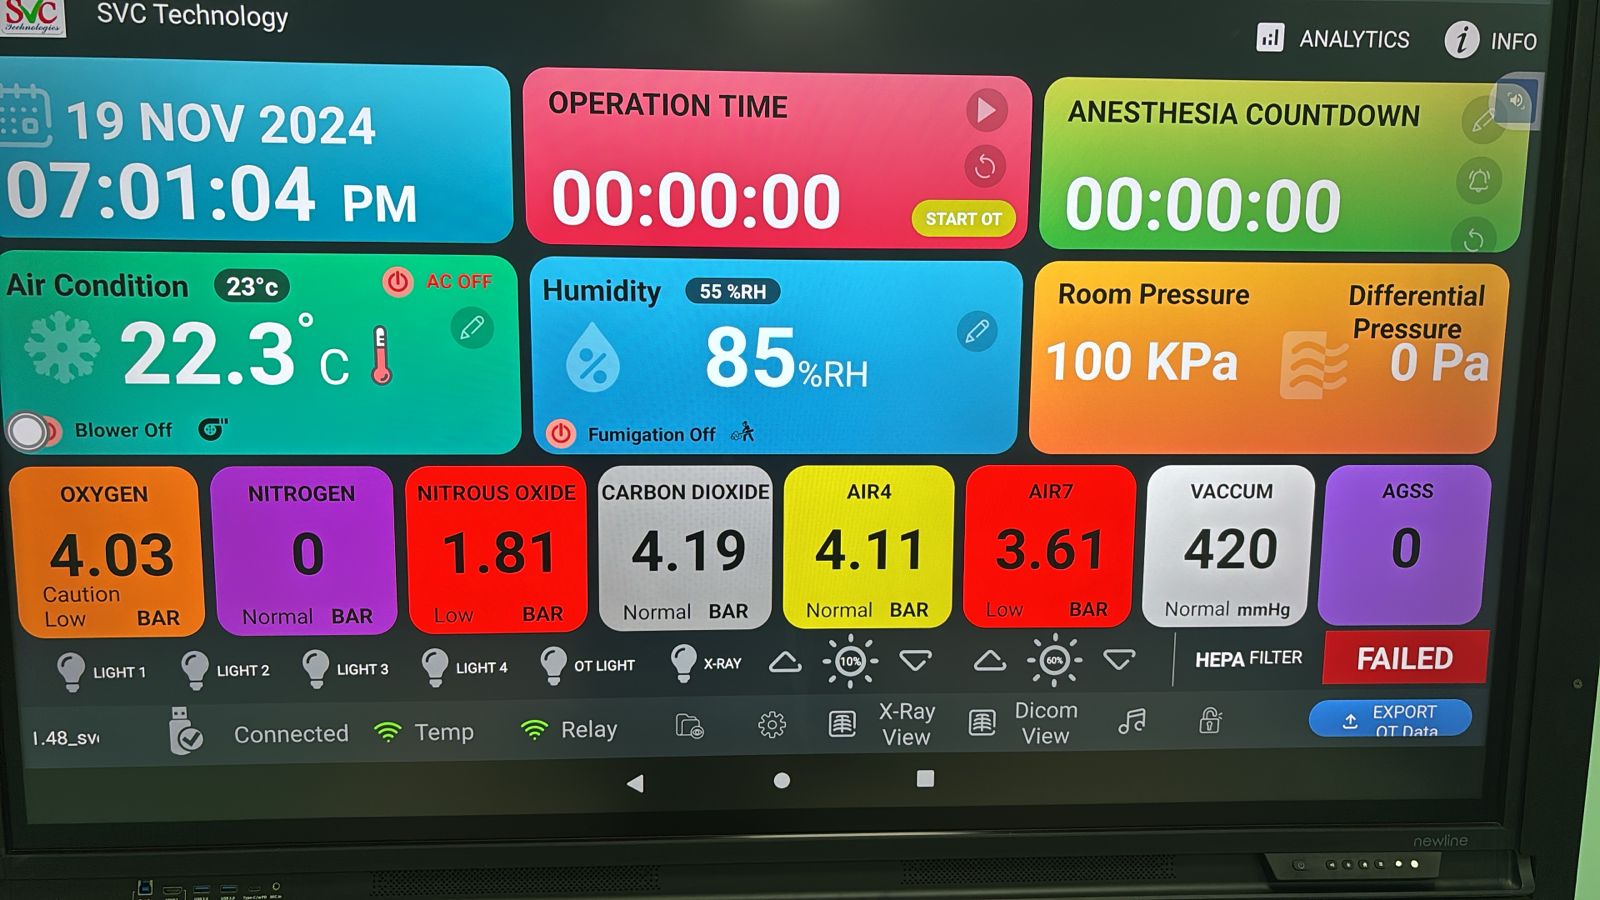 SVC
Technologies
SVC Technology
ANALYTICS
INFO
19 NOV 2024
07:01:04 PM
OPERATION TIME
00:00:00
START OT
ANESTHESIA COUNTDOWN
00:00:00
Air Condition
23°c
AC OFF
22.3°C
E
Blower Off
Humidity
55 %RH
85%RH
Fumigation Off
Room Pressure
100 KPa
Differential
Pressure
0 Pa
OXYGEN
4.03
Caution
Low BAR
NITROGEN
0
Normal BAR
NITROUS OXIDE
1.81
Low BAR
CARBON DIOXIDE
4.19
Normal BAR
AIR4
4.11
Normal BAR
AIR7
3.61
Low BAR
VACCUM
420
Normal mmHg
AGSS
0
LIGHT 1
LIGHT 2
LIGHT 3
LIGHT 4
OT LIGHT
X-RAY
10%
60%
HEPA FILTER
FAILED
1.48_sv
Connected
Temp
Relay
X-Ray
View
Dicom
View
EXPORT
OT Data
newline